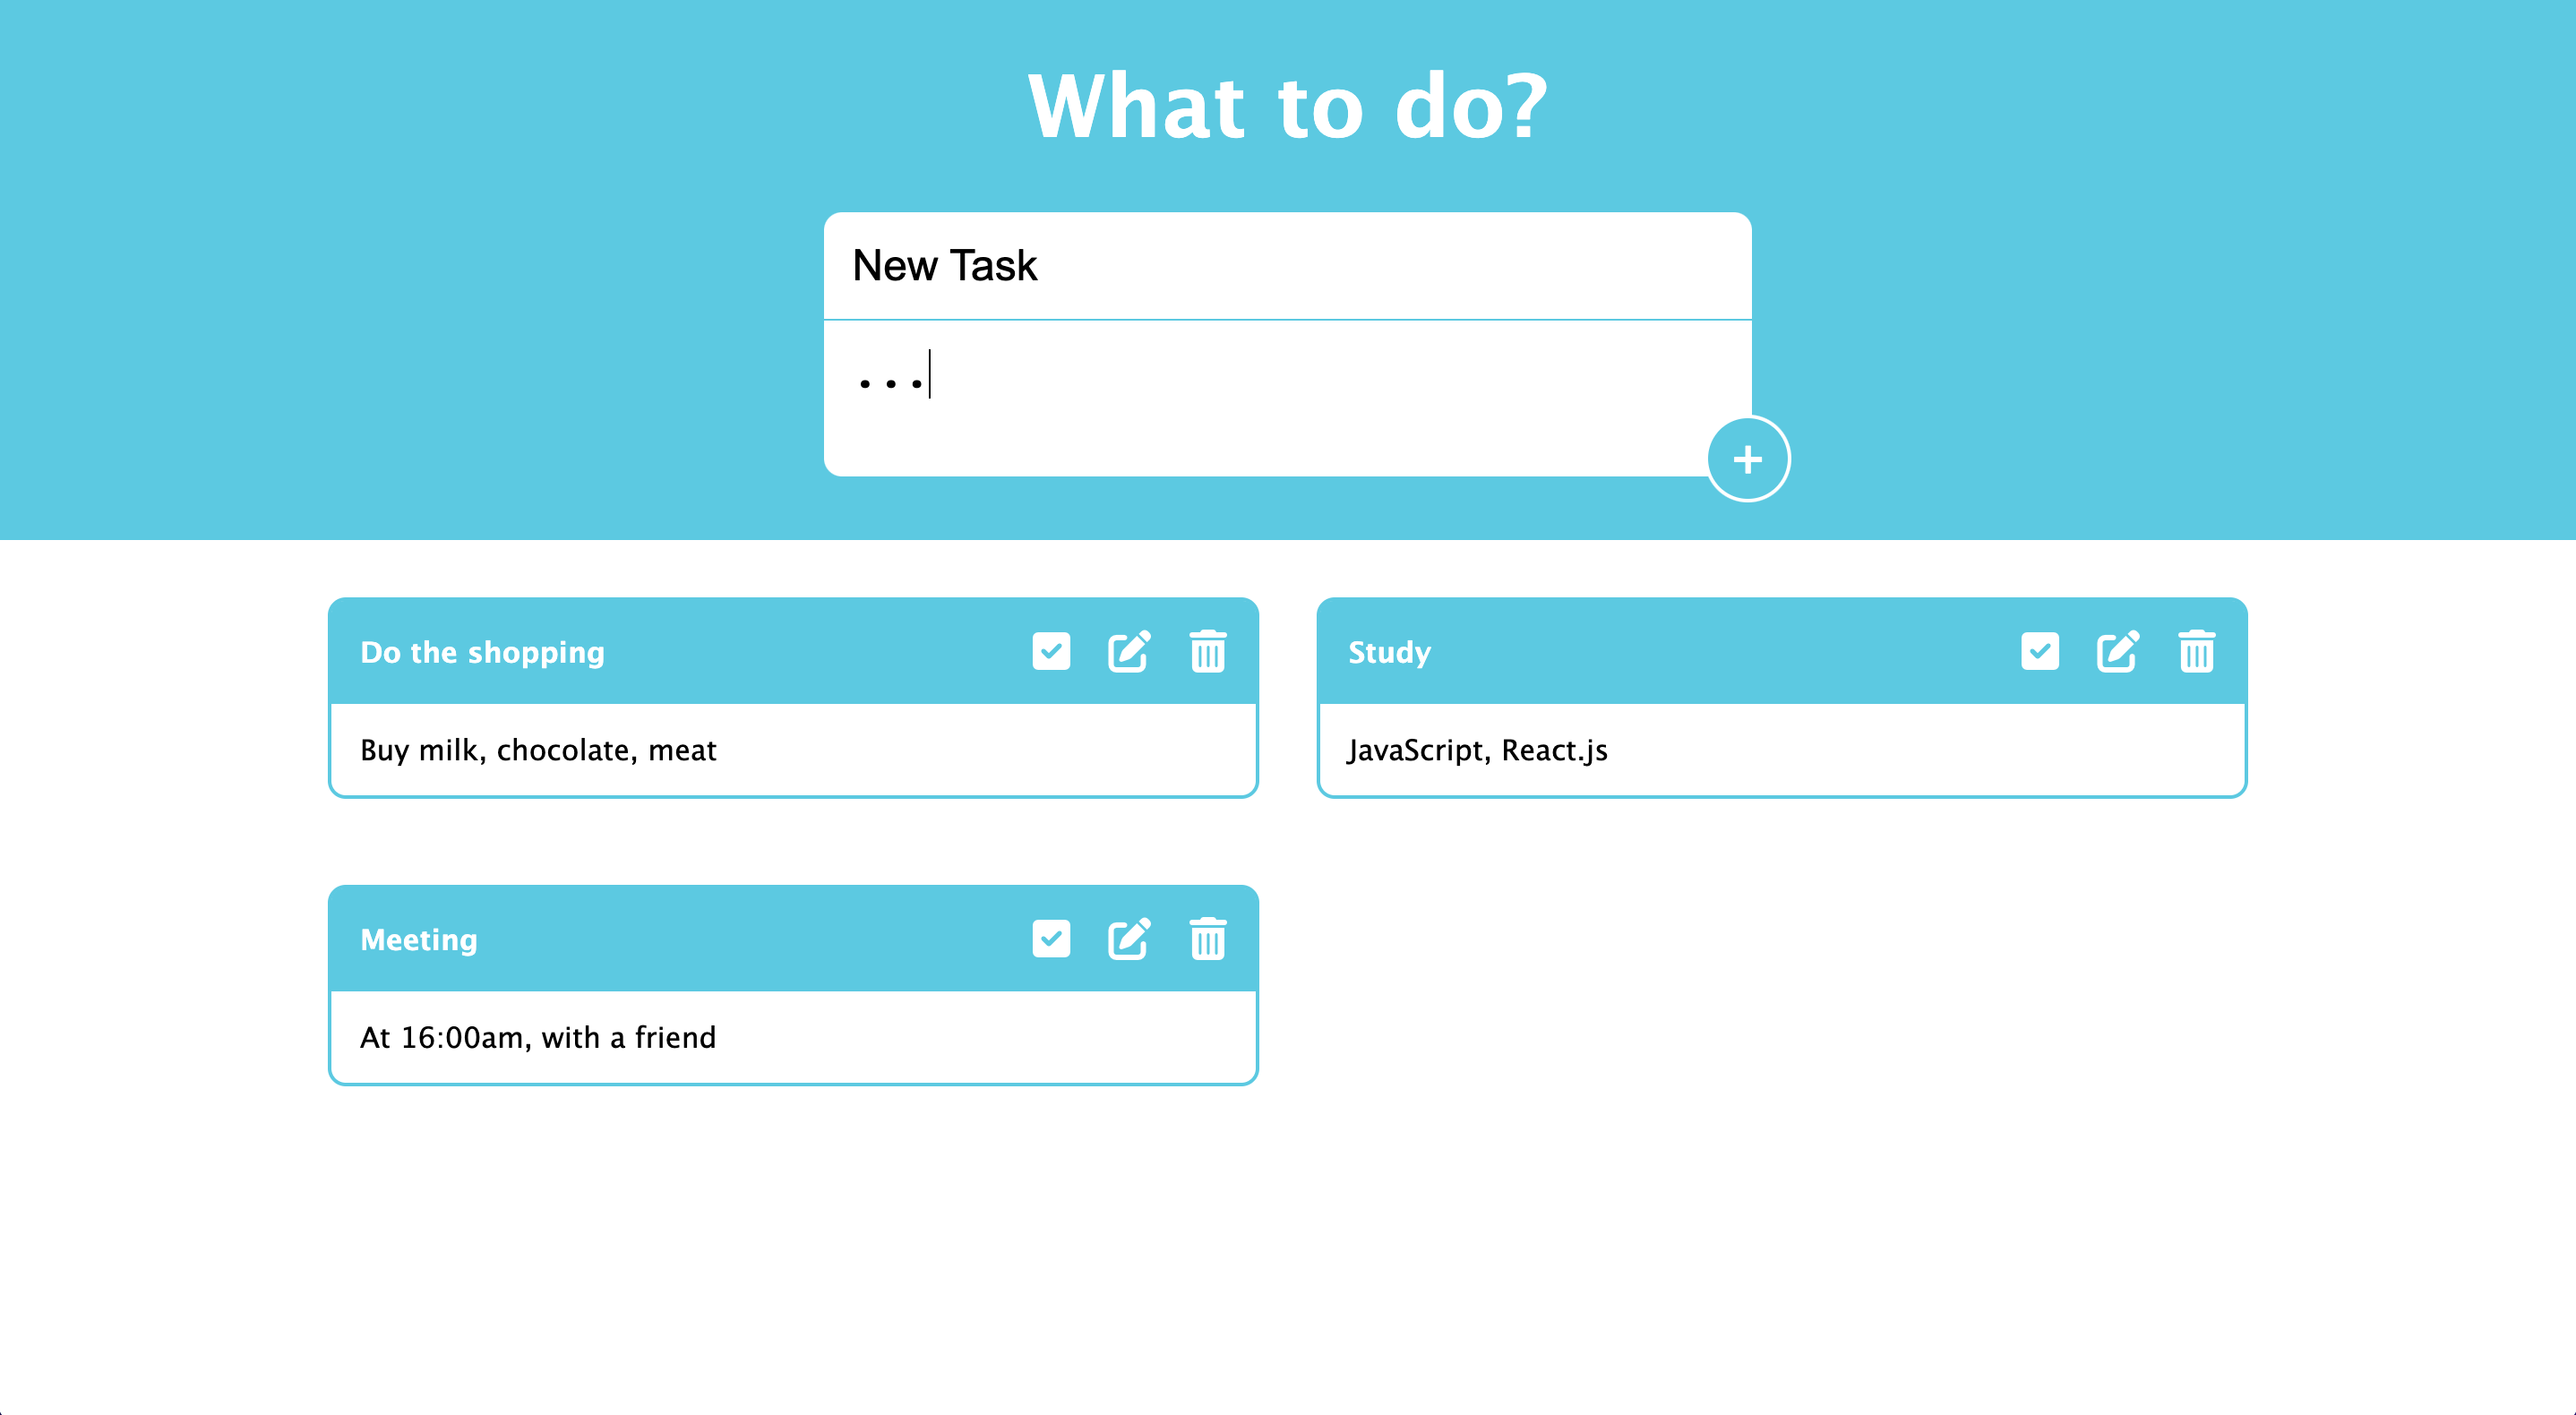 What to do?
New Task
...
+
Do the shopping
Buy milk, chocolate, meat
Study
JavaScript, React.js
Meeting
At 16:00am, with a friend